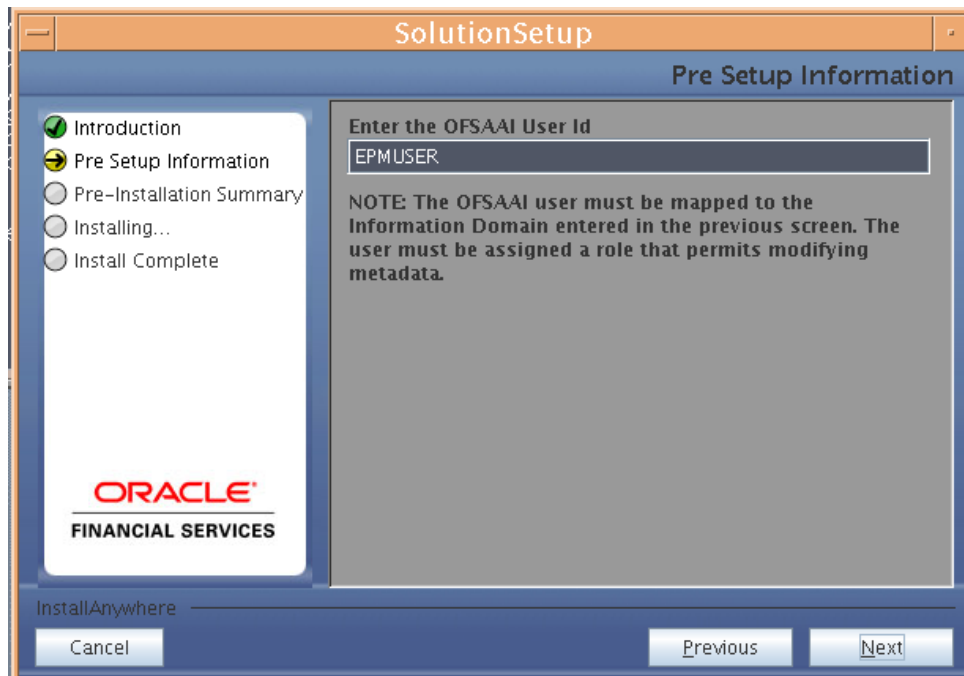 SolutionSetup
Pre Setup Information
Introduction
Pre Setup Information
Pre-Installation Summary
Installing...
Install Complete
ORACLE
FINANCIAL SERVICES
Enter the OFSAAI User Id
EPMUSER
NOTE: The OFSAAI user must be mapped to the
Information Domain entered in the previous screen. The
user must be assigned a role that permits modifying
metadata.
InstallAnywhere
Cancel
Previous
Next